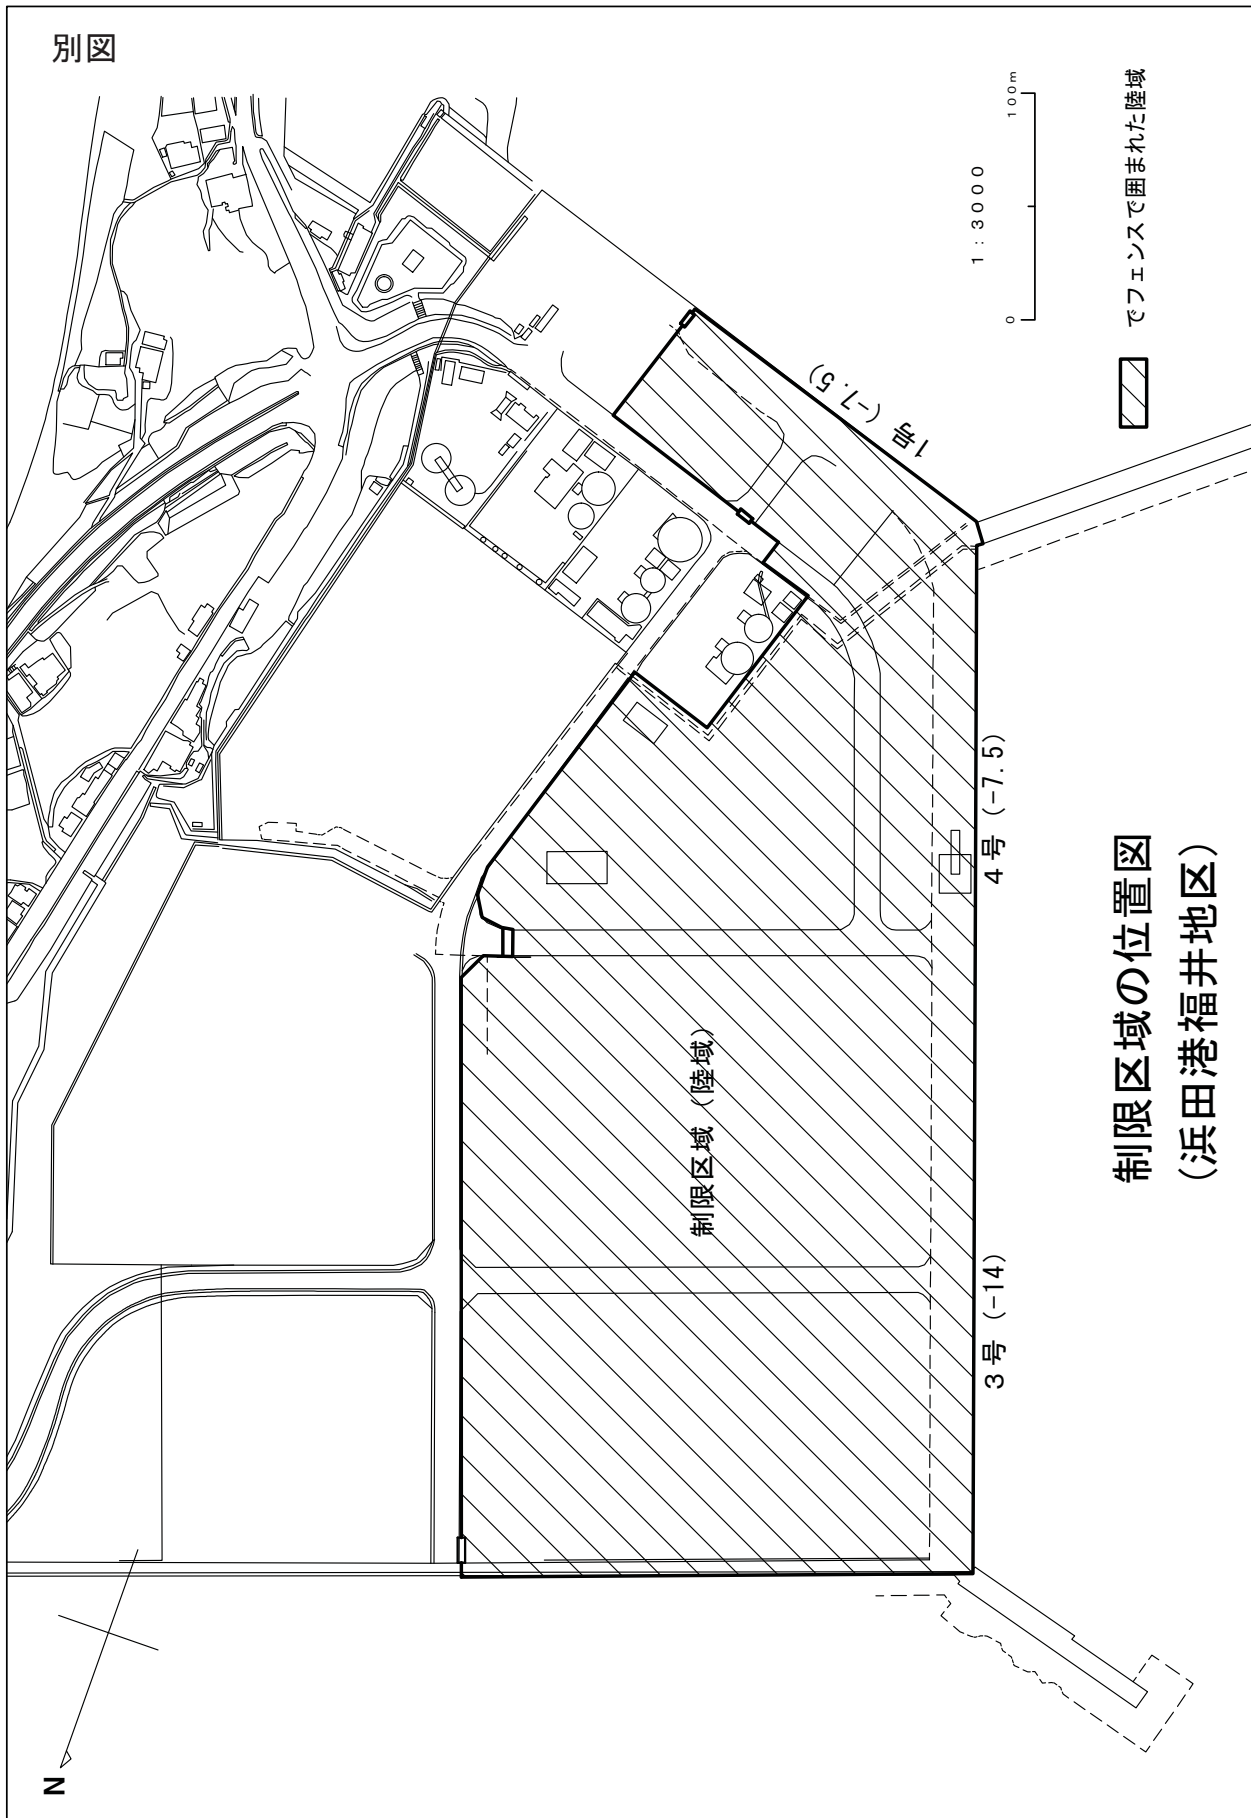 別図
1：3000
0
100m
でフェンスで囲まれた陸域
1号 (-7.5)
4号 (-7.5)
3号 (-14)
制限区域 (陸域)
制限区域の位置図
(浜田港福井地区)
N